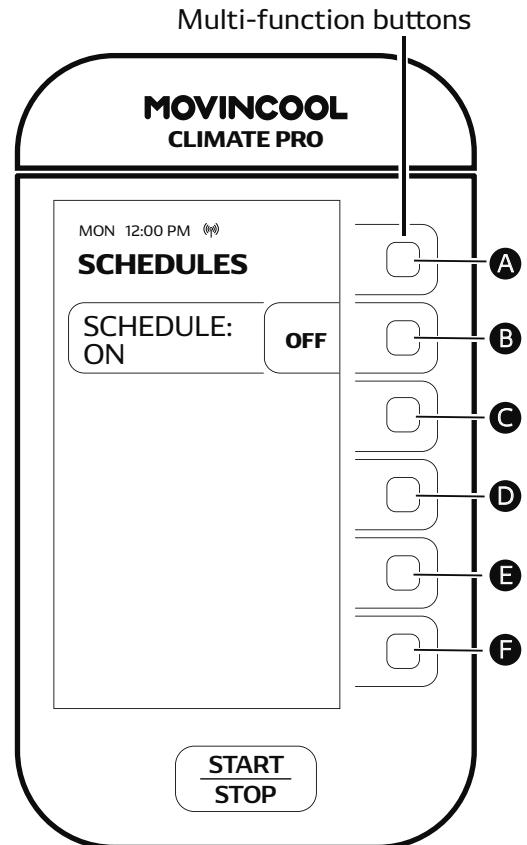 Multi-function buttons
MOVINCOOL
CLIMATE PRO
MON 12:00 PM
SCHEDULES
SCHEDULE:
ON
OFF
A
B
C
D
E
F
START
STOP